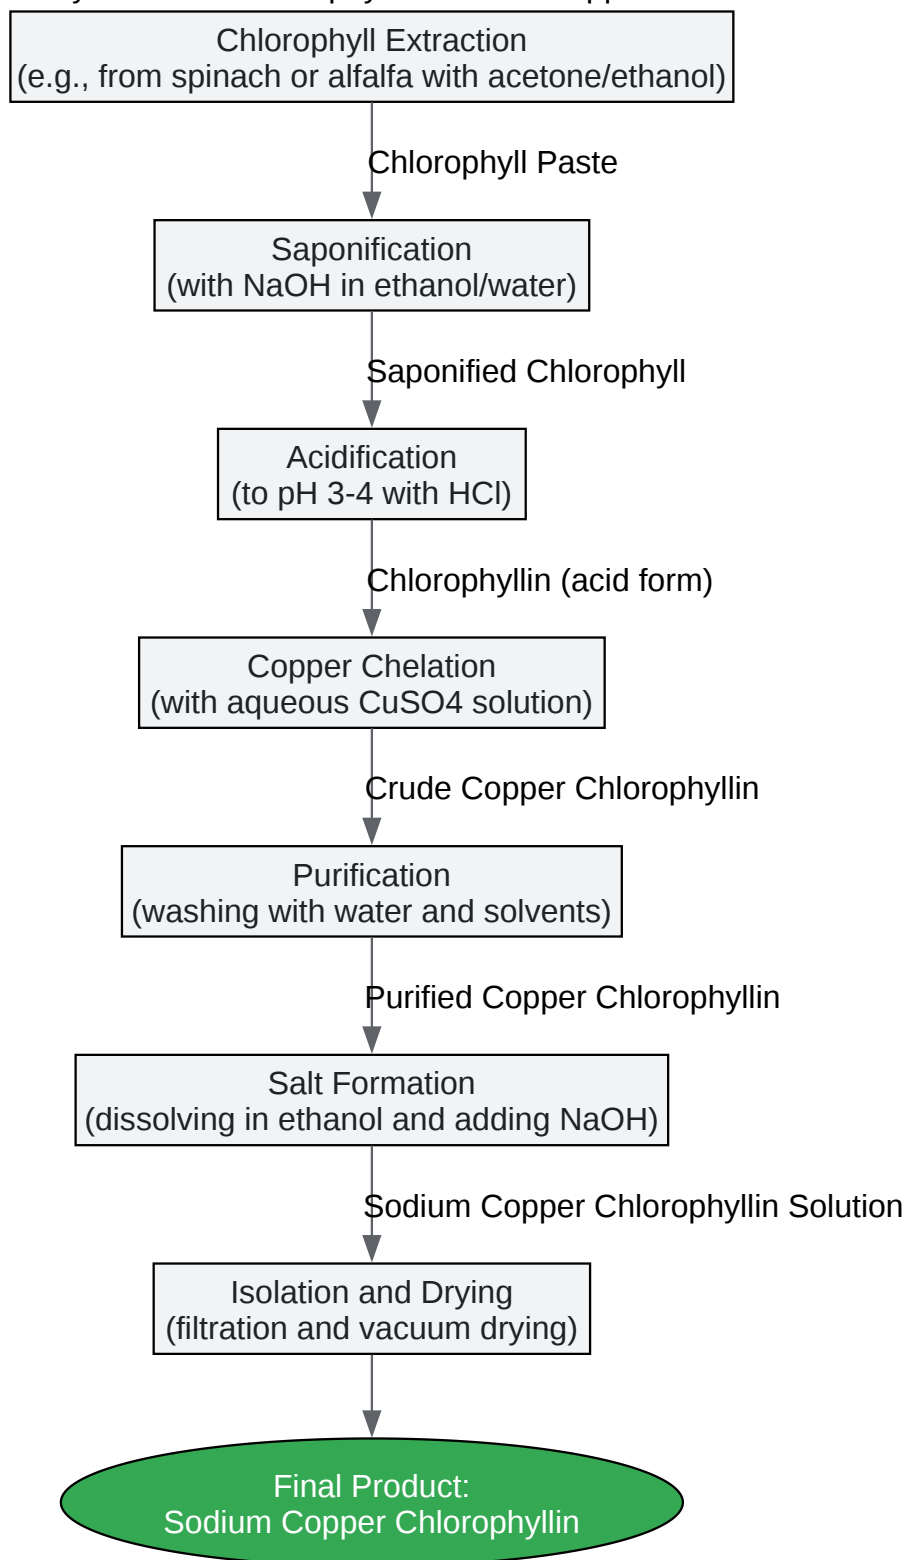 Chlorophyll Extraction
(e.g., from spinach or alfalfa with acetone/ethanol)
Chlorophyll Paste
Saponification
(with NaOH in ethanol/water)
Saponified Chlorophyll
Acidification
(to pH 3-4 with HCl)
Chlorophyllin (acid form)
Copper Chelation
(with aqueous CuSO4 solution)
Crude Copper Chlorophyllin
Purification
(washing with water and solvents)
Purified Copper Chlorophyllin
Salt Formation
(dissolving in ethanol and adding NaOH)
Sodium Copper Chlorophyllin Solution
Isolation and Drying
(filtration and vacuum drying)
Final Product:
Sodium Copper Chlorophyllin